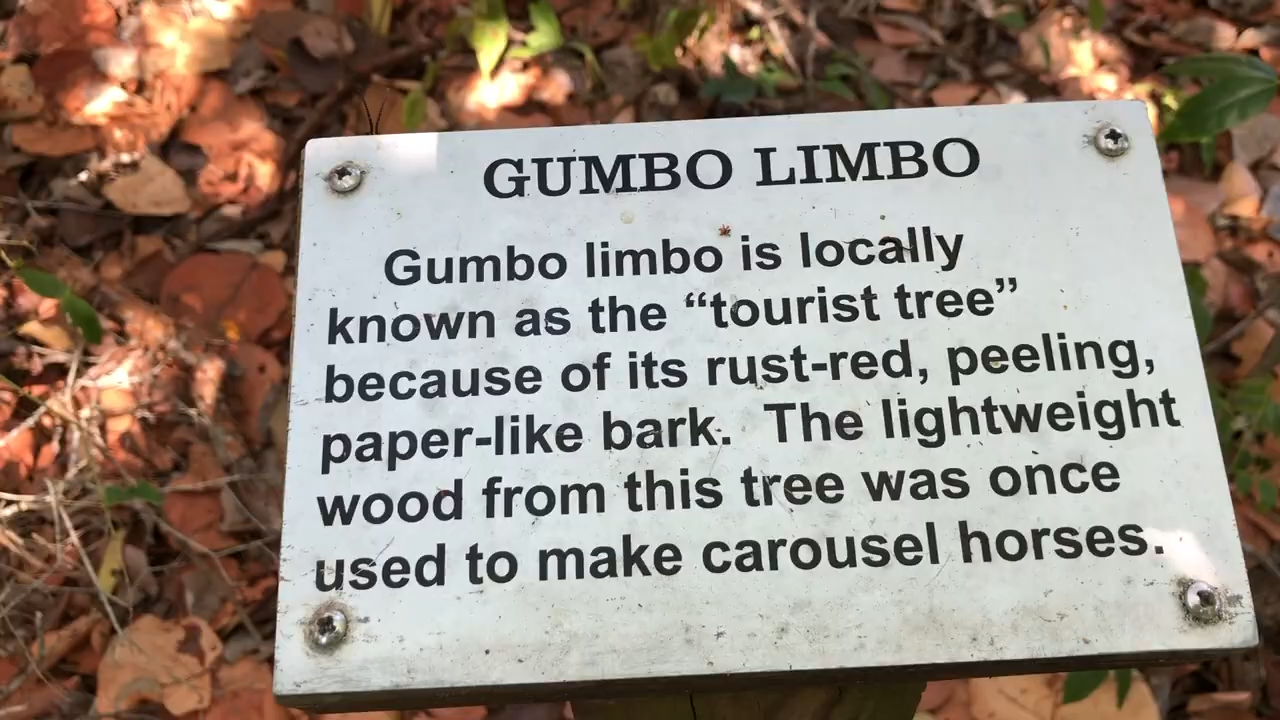 GUMBO LIMBO
Gumbo limbo is locally
known as the “tourist tree”
because of its rust-red, peeling,
paper-like bark. The lightweight
wood from this tree was once
used to make carousel horses.